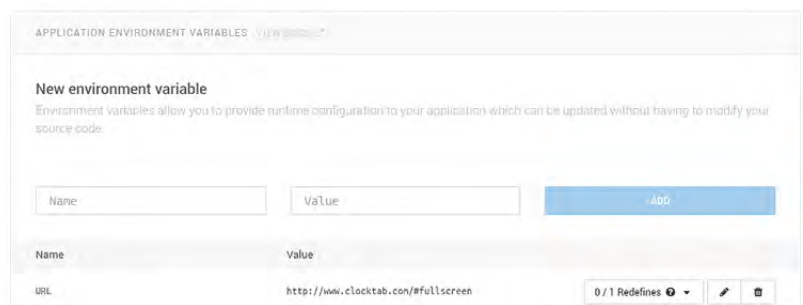 APPLICATION ENVIRONMENT VARIABLES
New environment variable
Environment variables allow you to provide runtime configuration to your application which can be updated without having to modify your
source code.
Name Value ADD
Name Value
URL http://www.clocktab.com/#fullscreen 0 / 1 Redefines